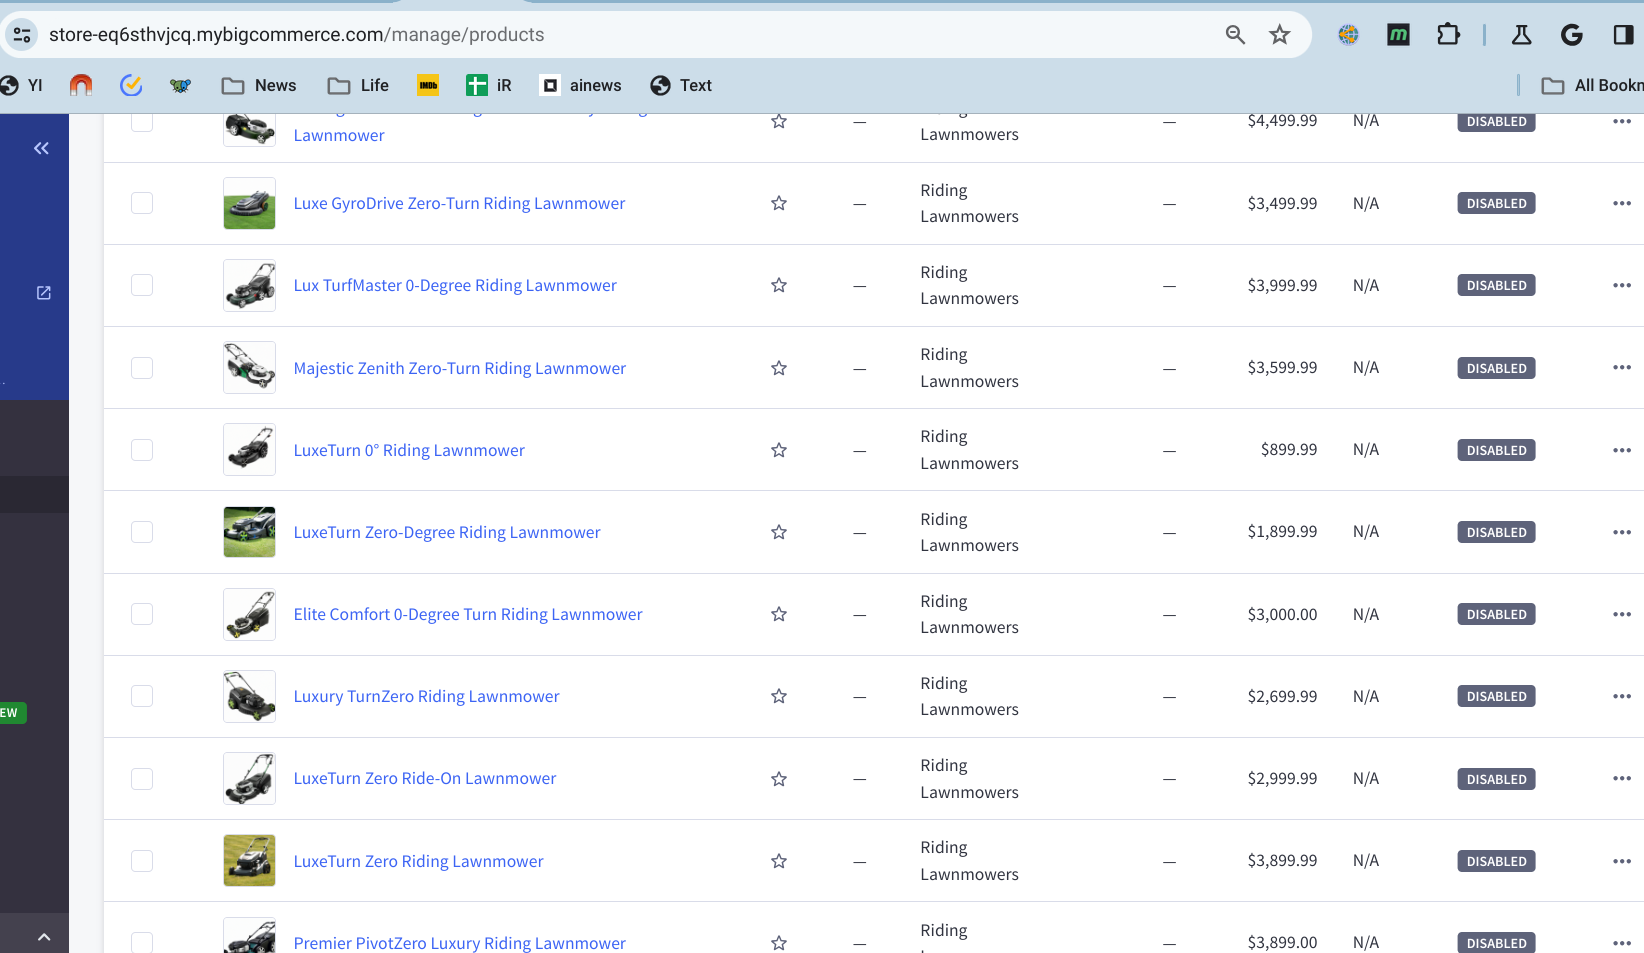 store-eq6sthvjcq.mybigcommerce.com/manage/products
YI News Life IMDb iR ainews Text All Bookm
Lawnmower Lawnmowers — — $4,499.99 N/A DISABLED
Luxe GyroDrive Zero-Turn Riding Lawnmower — Riding Lawnmowers — $3,499.99 N/A DISABLED
Lux TurfMaster 0-Degree Riding Lawnmower — Riding Lawnmowers — $3,999.99 N/A DISABLED
Majestic Zenith Zero-Turn Riding Lawnmower — Riding Lawnmowers — $3,599.99 N/A DISABLED
LuxeTurn 0° Riding Lawnmower — Riding Lawnmowers — $899.99 N/A DISABLED
LuxeTurn Zero-Degree Riding Lawnmower — Riding Lawnmowers — $1,899.99 N/A DISABLED
Elite Comfort 0-Degree Turn Riding Lawnmower — Riding Lawnmowers — $3,000.00 N/A DISABLED
Luxury TurnZero Riding Lawnmower — Riding Lawnmowers — $2,699.99 N/A DISABLED
EW
LuxeTurn Zero Ride-On Lawnmower — Riding Lawnmowers — $2,999.99 N/A DISABLED
LuxeTurn Zero Riding Lawnmower — Riding Lawnmowers — $3,899.99 N/A DISABLED
Premier PivotZero Luxury Riding Lawnmower — Riding — $3,899.00 N/A DISABLED